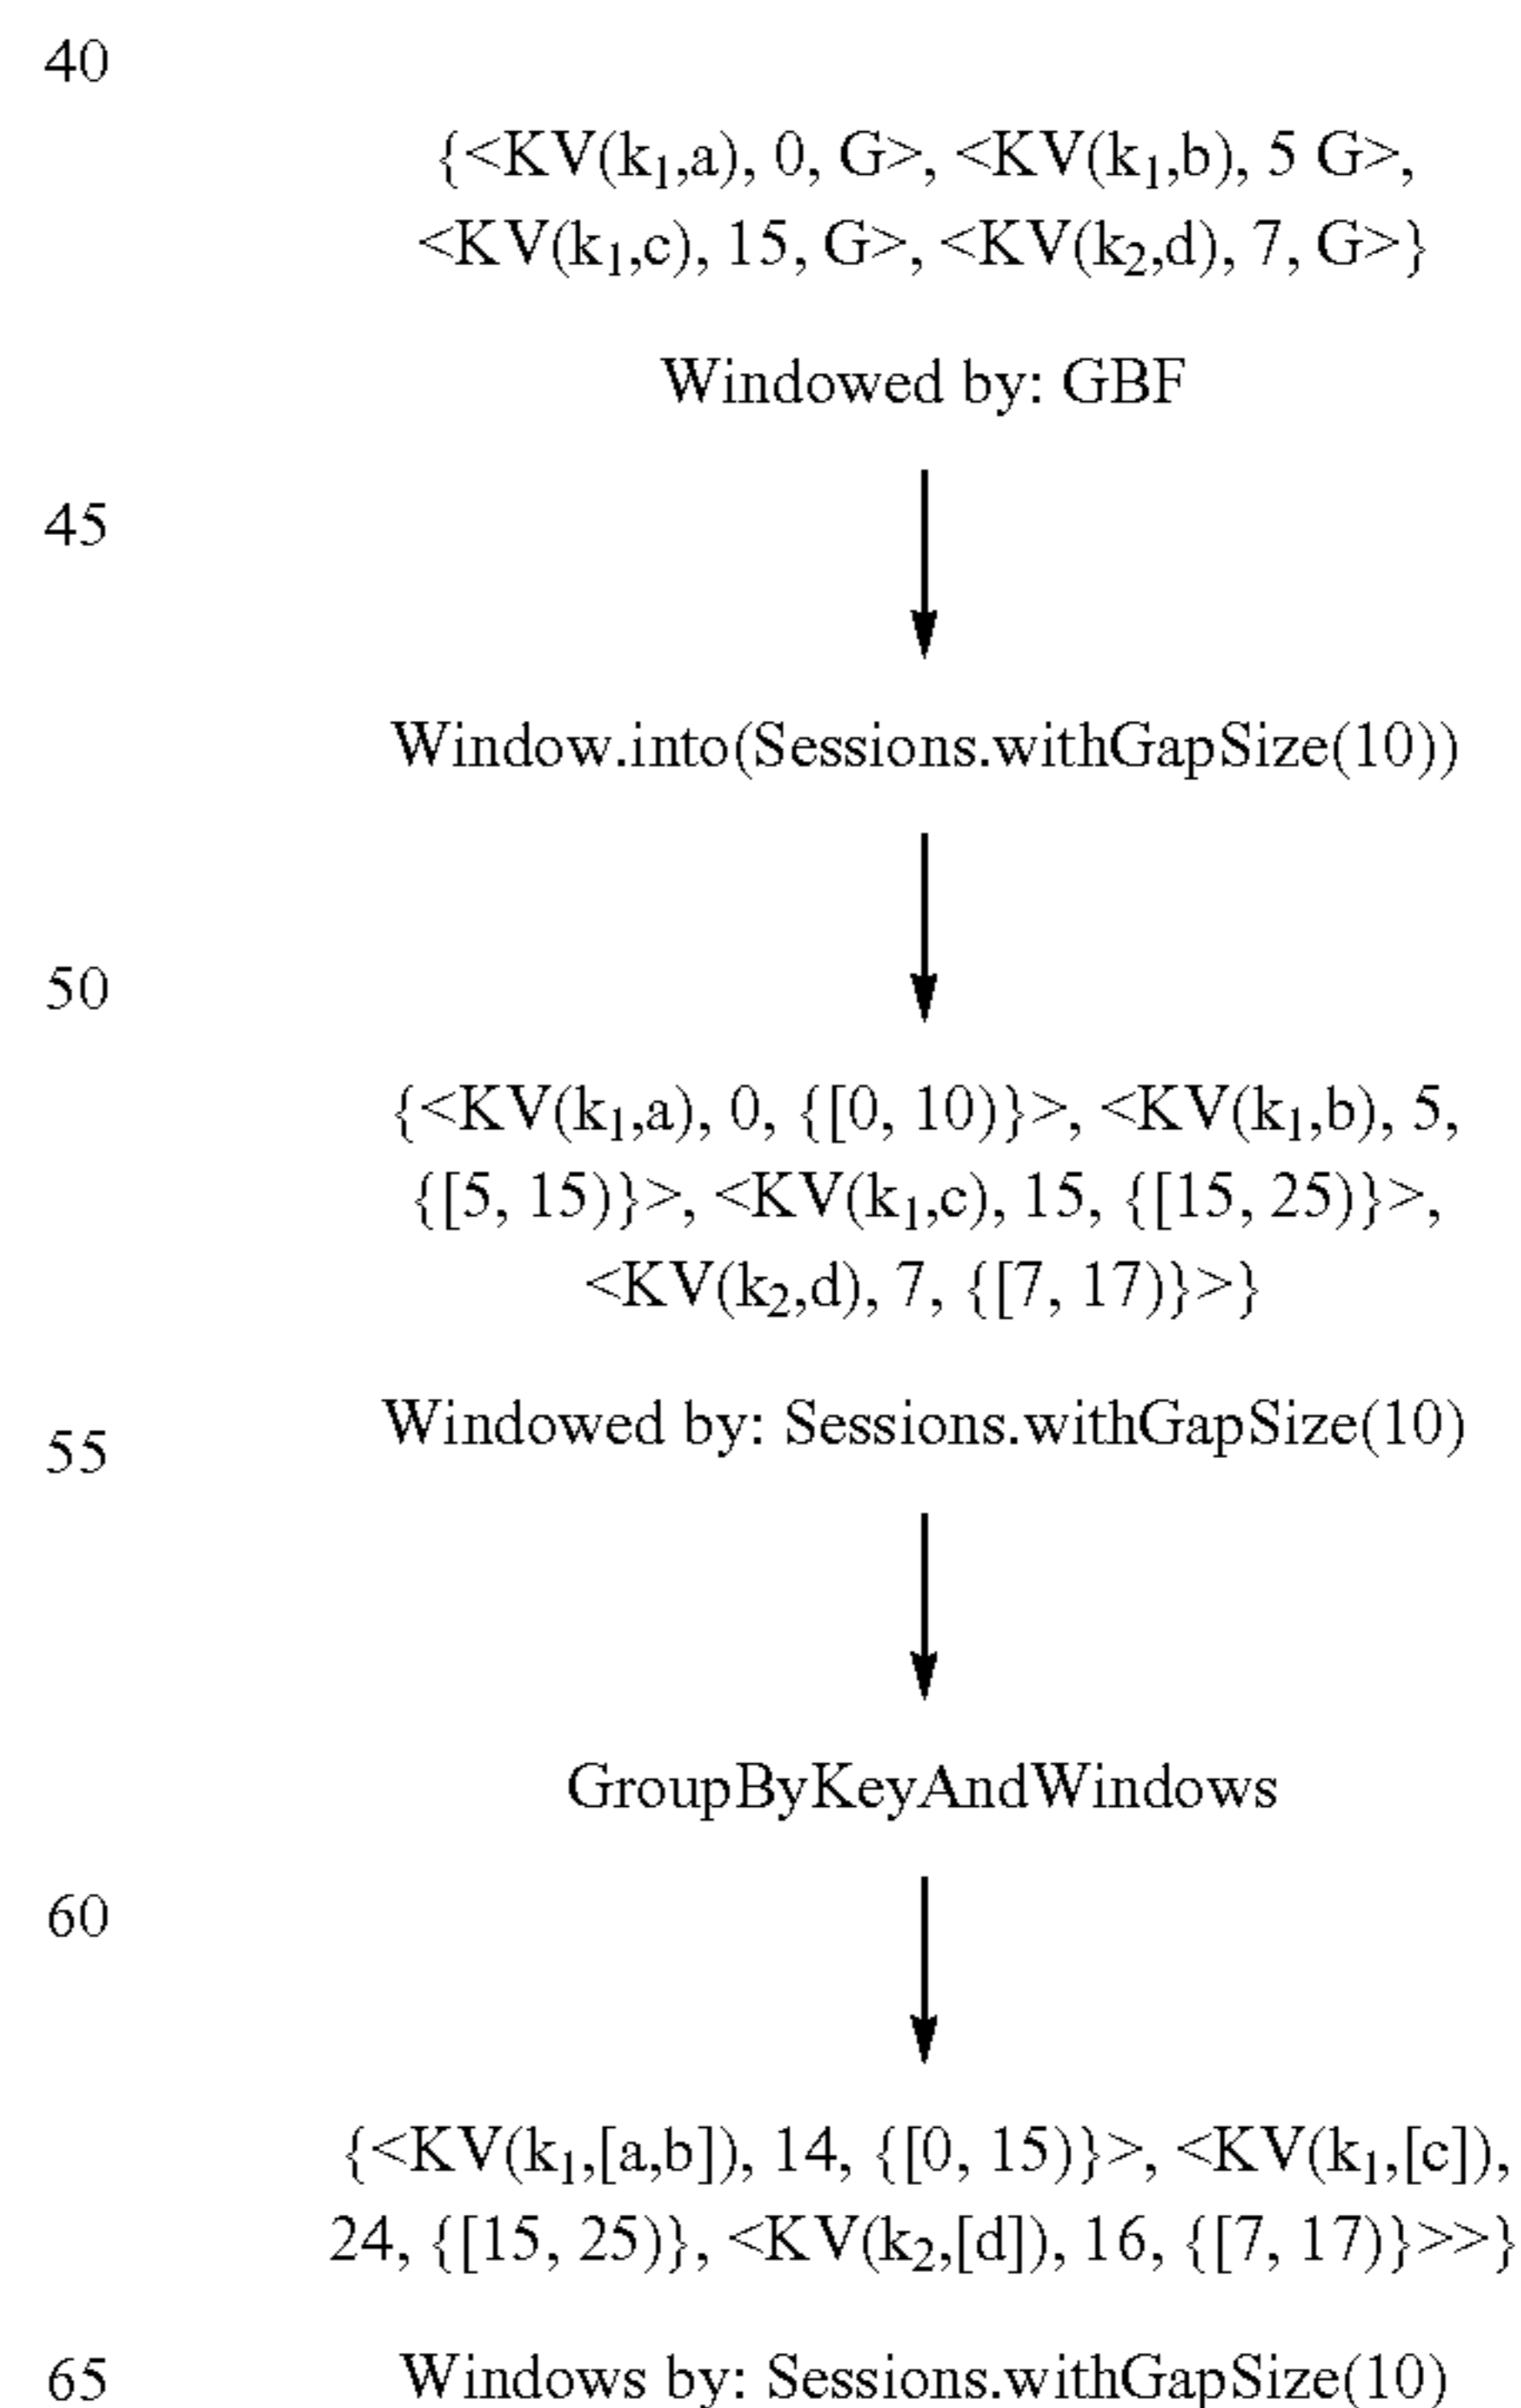 40
{<KV(k₁,a), 0, G>, <KV(k₁,b), 5 G>,
<KV(k₁,c), 15, G>, <KV(k₂,d), 7, G>}
Windowed by: GBF
45
Window.into(Sessions.withGapSize(10))
50
{<KV(k₁,a), 0, {[0, 10)}>, <KV(k₁,b), 5,
{[5, 15)}>, <KV(k₁,c), 15, {[15, 25)}>,
<KV(k₂,d), 7, {[7, 17)}>}
Windowed by: Sessions.withGapSize(10)
55
GroupByKeyAndWindows
60
{<KV(k₁,[a,b]), 14, {[0, 15)}>, <KV(k₁,[c]),
24, {[15, 25)}, <KV(k₂,[d]), 16, {[7, 17)}>>}
65
Windows by: Sessions.withGapSize(10)